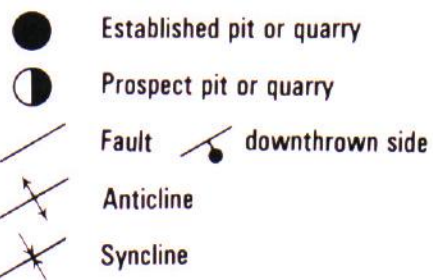 Established pit or quarry
Prospect pit or quarry
Fault downthrown side
Anticline
Syncline